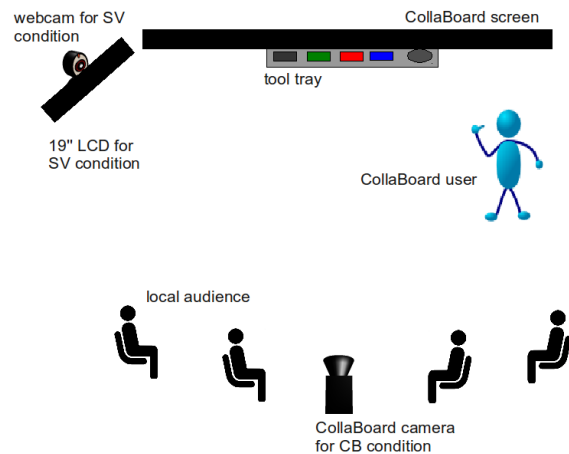 webcam for SV
condition
CollaBoard screen
tool tray
19" LCD for
SV condition
CollaBoard user
local audience
CollaBoard camera
for CB condition